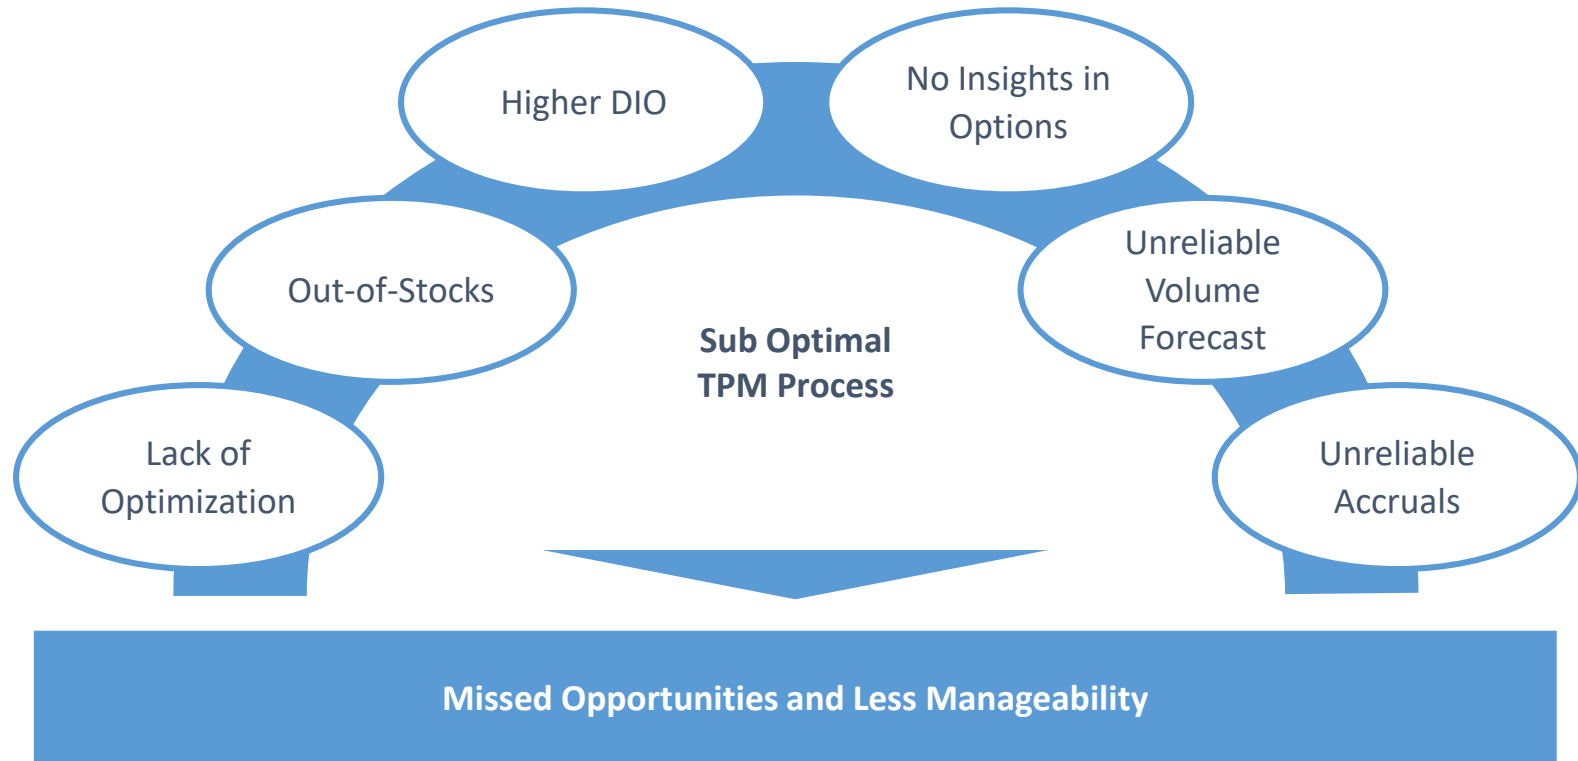 Higher DIO
No Insights in
Options
Out-of-Stocks
Unreliable
Volume
Forecast
Sub Optimal
TPM Process
Lack of
Optimization
Unreliable
Accruals
Missed Opportunities and Less Manageability